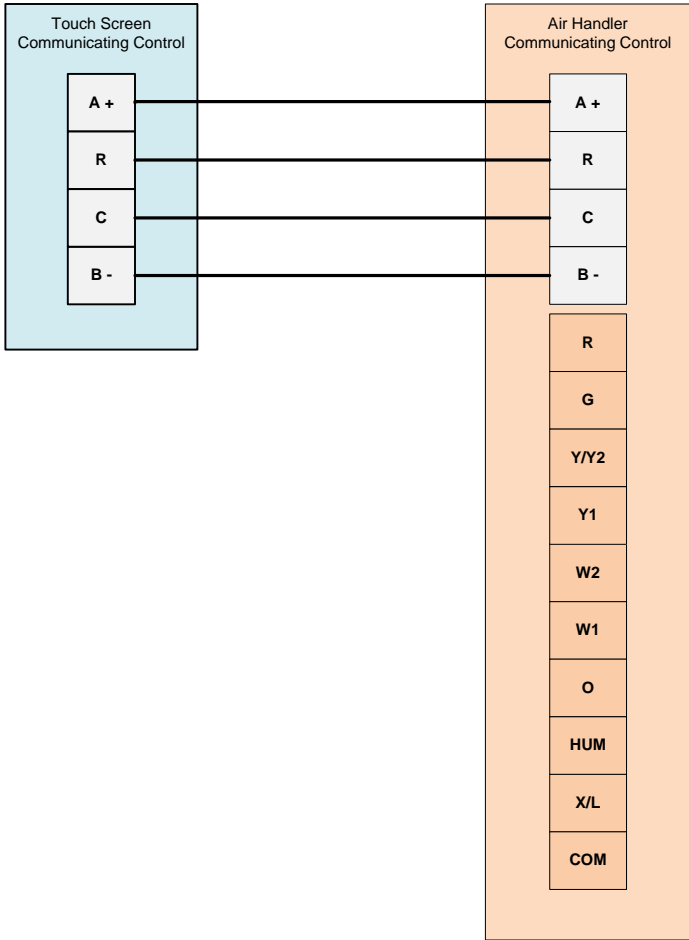 Touch Screen
Communicating Control
A +
R
C
B -
Air Handler
Communicating Control
A +
R
C
B -
R
G
Y/Y2
Y1
W2
W1
O
HUM
X/L
COM